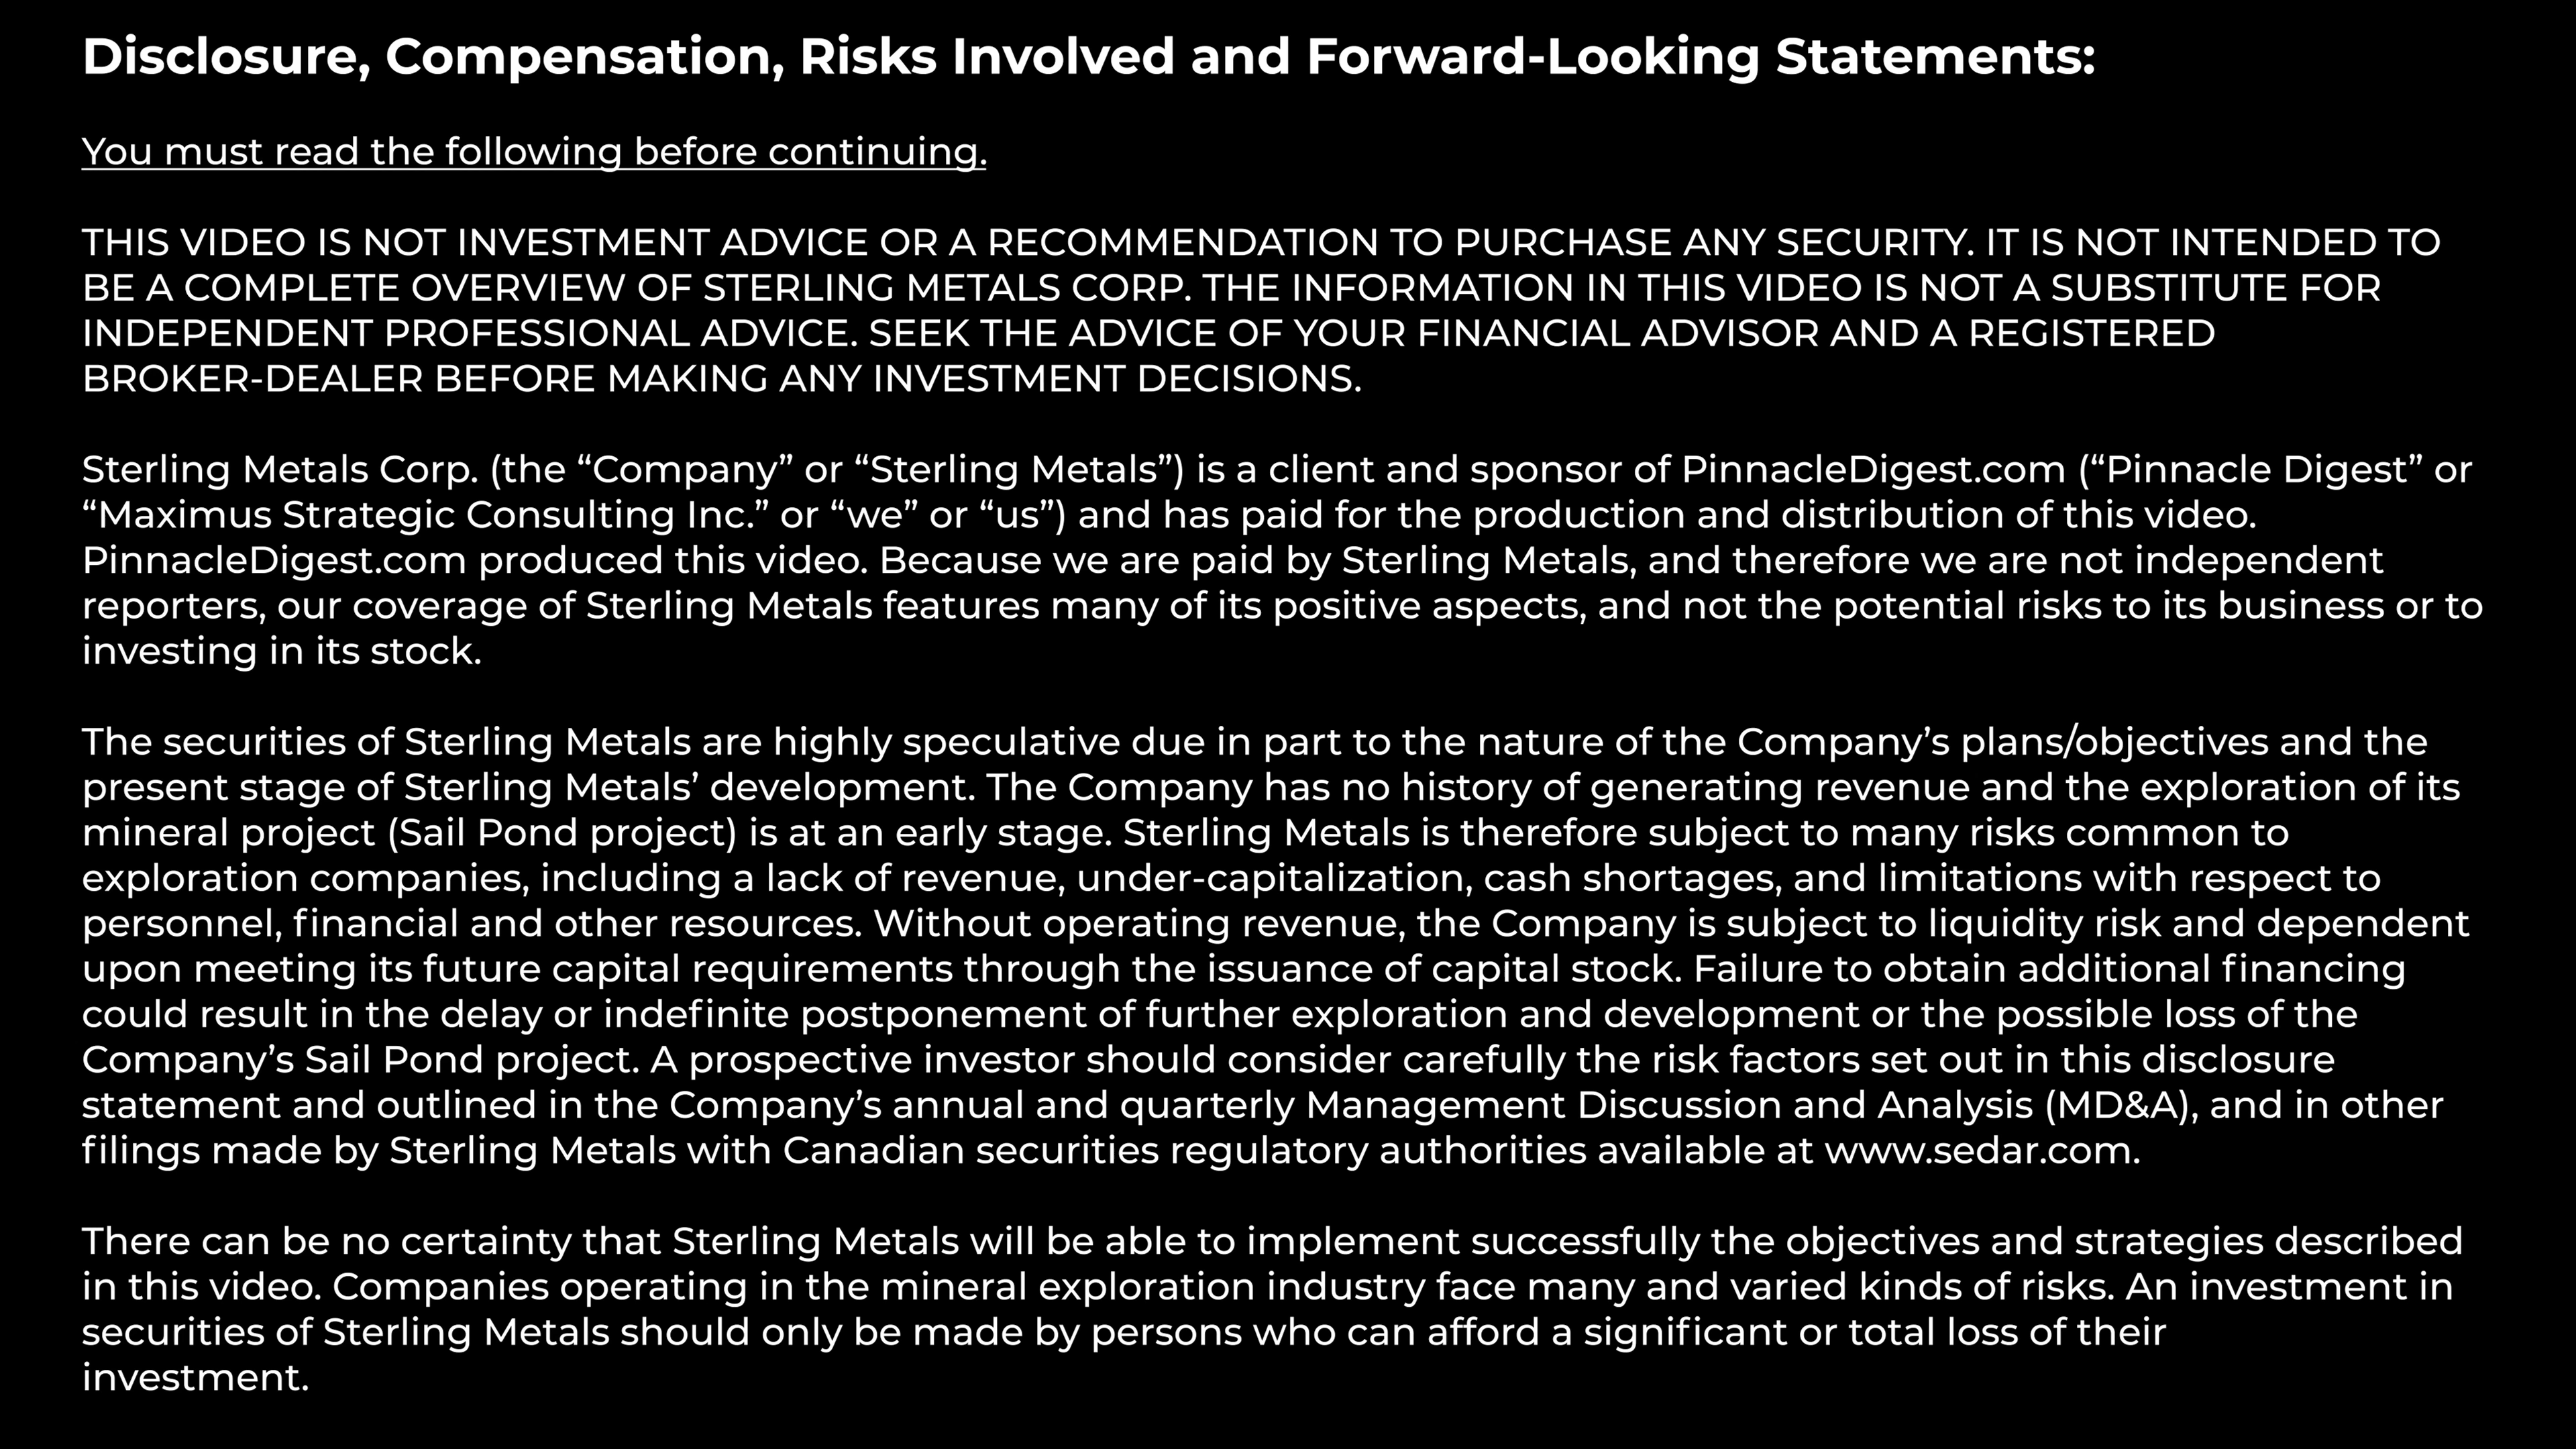 Disclosure, Compensation, Risks Involved and Forward-Looking Statements:
You must read the following before continuing.
THIS VIDEO IS NOT INVESTMENT ADVICE OR A RECOMMENDATION TO PURCHASE ANY SECURITY. IT IS NOT INTENDED TO
BE A COMPLETE OVERVIEW OF STERLING METALS CORP. THE INFORMATION IN THIS VIDEO IS NOT A SUBSTITUTE FOR
INDEPENDENT PROFESSIONAL ADVICE. SEEK THE ADVICE OF YOUR FINANCIAL ADVISOR AND A REGISTERED
BROKER-DEALER BEFORE MAKING ANY INVESTMENT DECISIONS.
Sterling Metals Corp. (the “Company” or “Sterling Metals”) is a client and sponsor of PinnacleDigest.com (“Pinnacle Digest” or
“Maximus Strategic Consulting Inc.” or “we” or “us”) and has paid for the production and distribution of this video.
PinnacleDigest.com produced this video. Because we are paid by Sterling Metals, and therefore we are not independent
reporters, our coverage of Sterling Metals features many of its positive aspects, and not the potential risks to its business or to
investing in its stock.
The securities of Sterling Metals are highly speculative due in part to the nature of the Company’s plans/objectives and the
present stage of Sterling Metals’ development. The Company has no history of generating revenue and the exploration of its
mineral project (Sail Pond project) is at an early stage. Sterling Metals is therefore subject to many risks common to
exploration companies, including a lack of revenue, under-capitalization, cash shortages, and limitations with respect to
personnel, financial and other resources. Without operating revenue, the Company is subject to liquidity risk and dependent
upon meeting its future capital requirements through the issuance of capital stock. Failure to obtain additional financing
could result in the delay or indefinite postponement of further exploration and development or the possible loss of the
Company’s Sail Pond project. A prospective investor should consider carefully the risk factors set out in this disclosure
statement and outlined in the Company’s annual and quarterly Management Discussion and Analysis (MD&A), and in other
filings made by Sterling Metals with Canadian securities regulatory authorities available at www.sedar.com.
There can be no certainty that Sterling Metals will be able to implement successfully the objectives and strategies described
in this video. Companies operating in the mineral exploration industry face many and varied kinds of risks. An investment in
securities of Sterling Metals should only be made by persons who can afford a significant or total loss of their
investment.